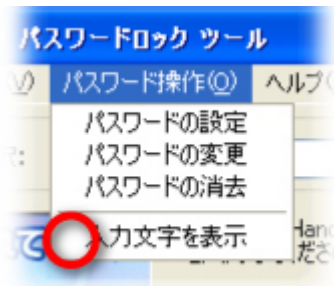 パスワードロック ツール
(V) パスワード操作(O) ヘルプ
パスワードの設定
パスワードの変更
パスワードの消去
入力文字を表示